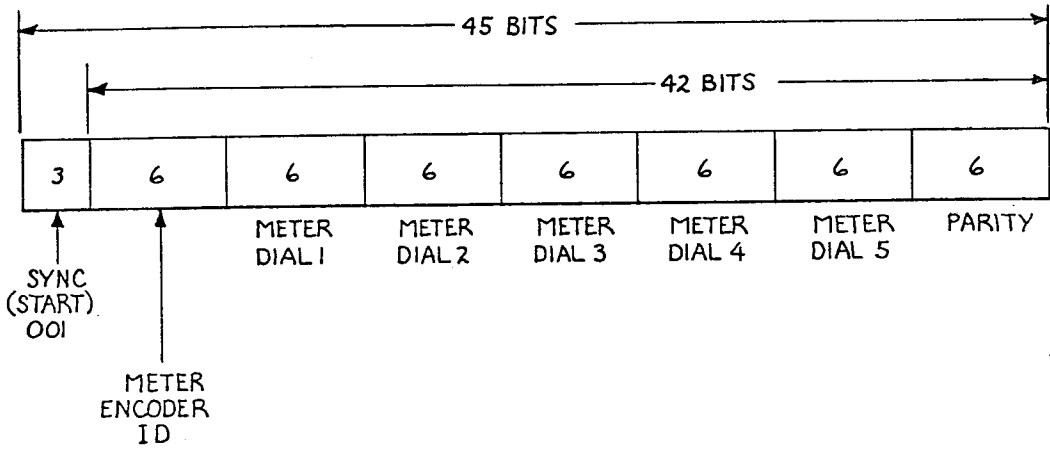 45 BITS
42 BITS
3 6 6 6 6 6 6 6
METER
DIAL 1
METER
DIAL 2
METER
DIAL 3
METER
DIAL 4
METER
DIAL 5
PARITY
SYNC
(START)
001
METER
ENCODER
ID